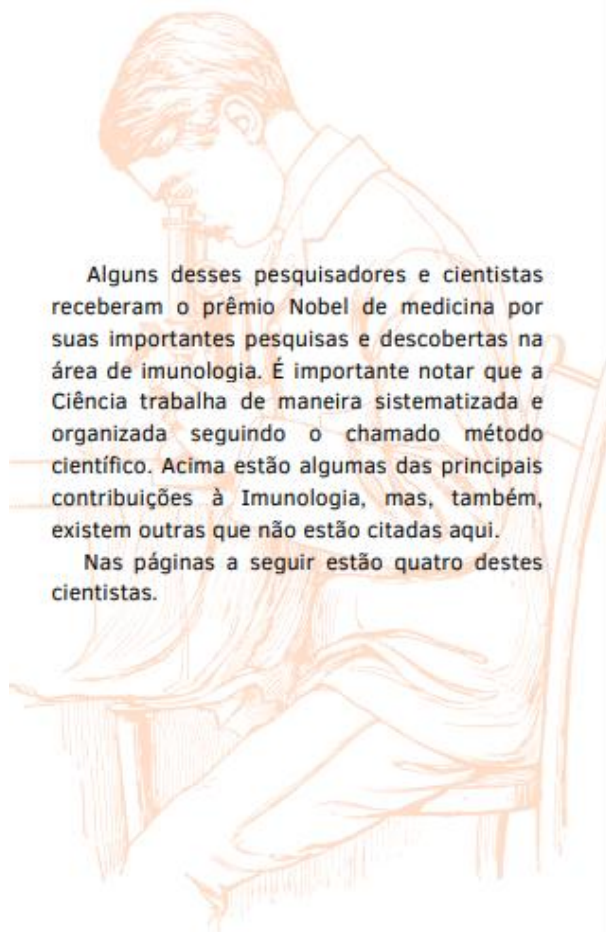 Alguns desses pesquisadores e cientistas
receberam o prêmio Nobel de medicina por
suas importantes pesquisas e descobertas na
área de imunologia. É importante notar que a
Ciência trabalha de maneira sistematizada e
organizada seguindo o chamado método
científico. Acima estão algumas das principais
contribuições à Imunologia, mas, também,
existem outras que não estão citadas aqui.
Nas páginas a seguir estão quatro destes
cientistas.